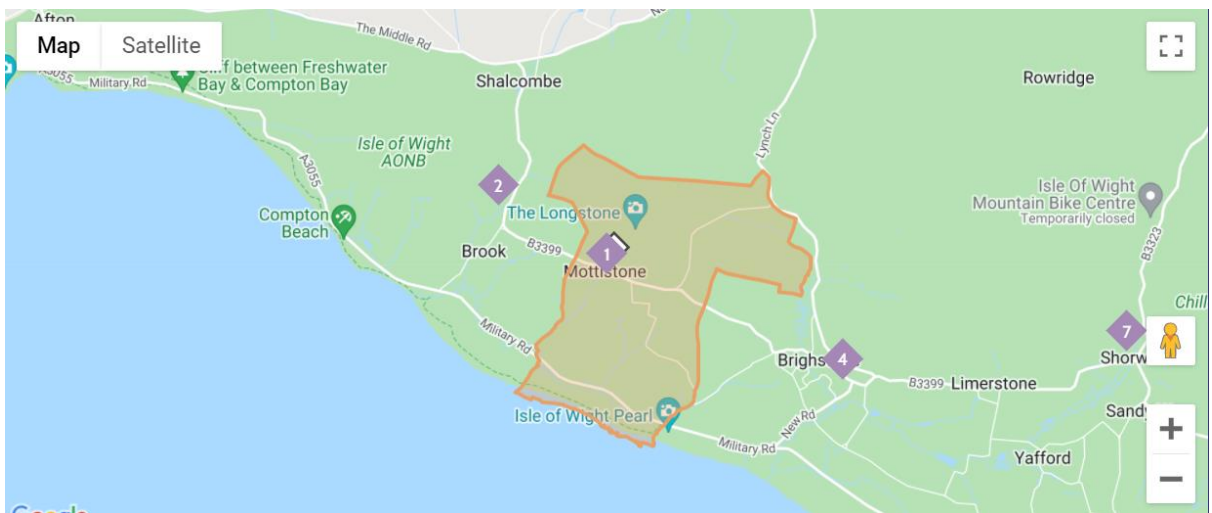 Afton
The Middle Rd
Map
Satellite
Cliff between Freshwater
Bay & Compton Bay
A3055
Military Rd
Shalcombe
Rowridge
Lynch Ln
Isle of Wight
AONB
A3055
2
The Longstone
Isle Of Wight
Mountain Bike Centre
Temporarily closed
Compton
Beach
Brook
B3399
1
Mottistone
B3323
Chill
Military Rd
7
4
Brighs
Shorw
B3399
Limerstone
Isle of Wight Pearl
New Rd
Sandy
Military Rd
Yafford
Google